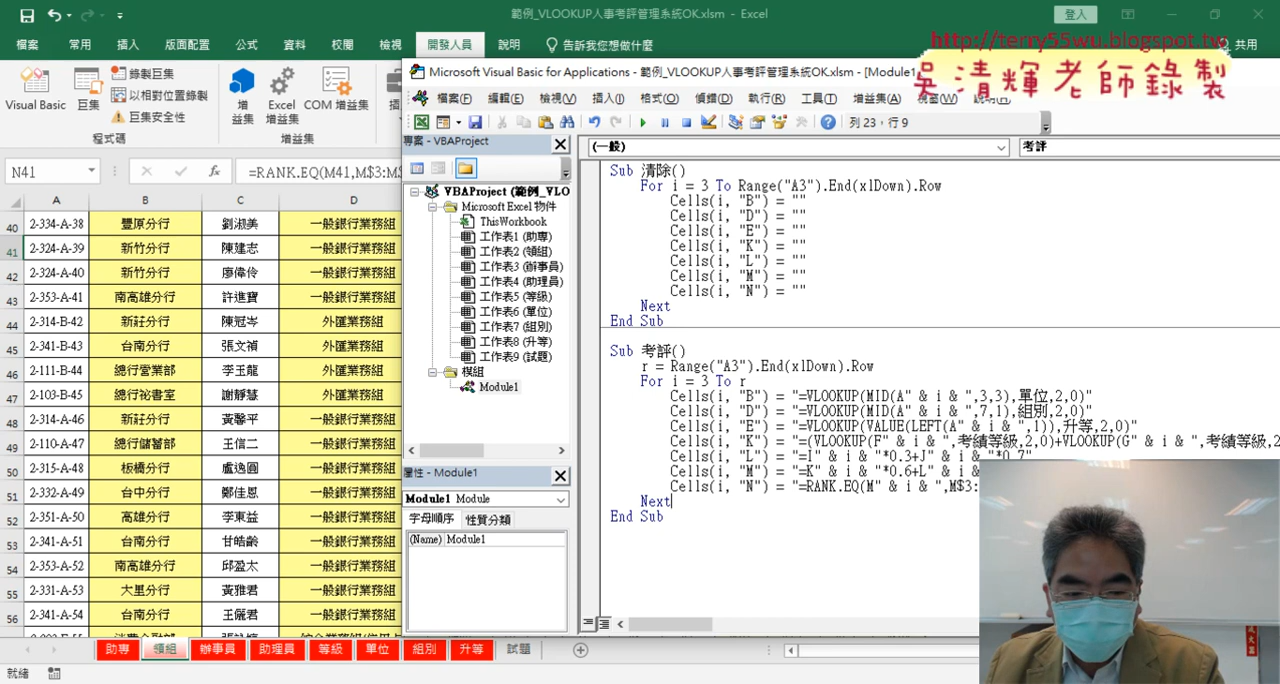 範例_VLOOKUP人事考評管理系統OK.xlsm - Excel
登入
檔案 常用 插入 版面配置 公式 資料 校閱 檢視 開發人員 說明 告訴我您想做什麼 共用
http://terry55wu.blogspot.tw
吳清輝老師錄製
Visual Basic 巨集 錄製巨集 以相對位置錄製 巨集安全性 程式碼
增益集 Excel 增益集 COM 增益集 增益集
Microsoft Visual Basic for Applications - 範例_VLOOKUP人事考評管理系統OK.xlsm - [Module1
檔案(F) 編輯(E) 檢視(V) 插入(I) 格式(O) 偵錯(D) 執行(R) 工具(T) 增益集(A) 視窗(W) 說明(H)
列 23，行 9
N41 fx =RANK.EQ(M41,M$3:M$
A B C D
40 2-334-A-38 豐原分行 劉淑美 一般銀行業務組
41 2-324-A-39 新竹分行 陳建志 一般銀行業務組
42 2-324-A-40 新竹分行 廖偉伶 一般銀行業務組
43 2-353-A-41 南高雄分行 許進寶 一般銀行業務組
44 2-314-B-42 新莊分行 陳冠岑 外匯業務組
45 2-341-B-43 台南分行 張文禎 外匯業務組
46 2-111-B-44 總行營業部 李玉龍 外匯業務組
47 2-103-B-45 總行祕書室 謝靜慧 外匯業務組
48 2-314-A-46 新莊分行 黃馨平 一般銀行業務組
49 2-110-A-47 總行儲蓄部 王信二 一般銀行業務組
50 2-315-A-48 板橋分行 盧逸圓 一般銀行業務組
51 2-332-A-49 台中分行 鄭佳恩 一般銀行業務組
52 2-351-A-50 高雄分行 李東益 一般銀行業務組
53 2-341-A-51 台南分行 甘皓齡 一般銀行業務組
54 2-353-A-52 南高雄分行 邱盈太 一般銀行業務組
55 2-331-A-53 大里分行 黃雅君 一般銀行業務組
56 2-341-A-54 台南分行 王儷君 一般銀行業務組
助專 領組 辦事員 助理員 等級 單位 組別 升等 試題
就緒
專案 - VBAProject
VBAProject (範例_VLO
Microsoft Excel 物件
ThisWorkbook
工作表1 (助專)
工作表2 (領組)
工作表3 (辦事員)
工作表4 (助理員)
工作表5 (等級)
工作表6 (單位)
工作表7 (組別)
工作表8 (升等)
工作表9 (試題)
模組
Module1
屬性 - Module1
Module1 Module
字母順序 性質分類
(Name) Module1
(一般) 考評
Sub 清除()
For i = 3 To Range("A3").End(xlDown).Row
Cells(i, "B") = ""
Cells(i, "D") = ""
Cells(i, "E") = ""
Cells(i, "K") = ""
Cells(i, "L") = ""
Cells(i, "M") = ""
Cells(i, "N") = ""
Next
End Sub
Sub 考評()
r = Range("A3").End(xlDown).Row
For i = 3 To r
Cells(i, "B") = "=VLOOKUP(MID(A" & i & ",3,3),單位,2,0)"
Cells(i, "D") = "=VLOOKUP(MID(A" & i & ",7,1),組別,2,0)"
Cells(i, "E") = "=VLOOKUP(VALUE(LEFT(A" & i & ",1)),升等,2,0)"
Cells(i, "K") = "=(VLOOKUP(F" & i & ",考績等級,2,0)+VLOOKUP(G" & i & ",考績等級,2
Cells(i, "L") = "=I" & i & "*0.3+J" & i & "*0.7"
Cells(i, "M") = "=K" & i & "*0.6+L" & i &
Cells(i, "N") = "=RANK.EQ(M" & i & ",M$3:
Next
End Sub